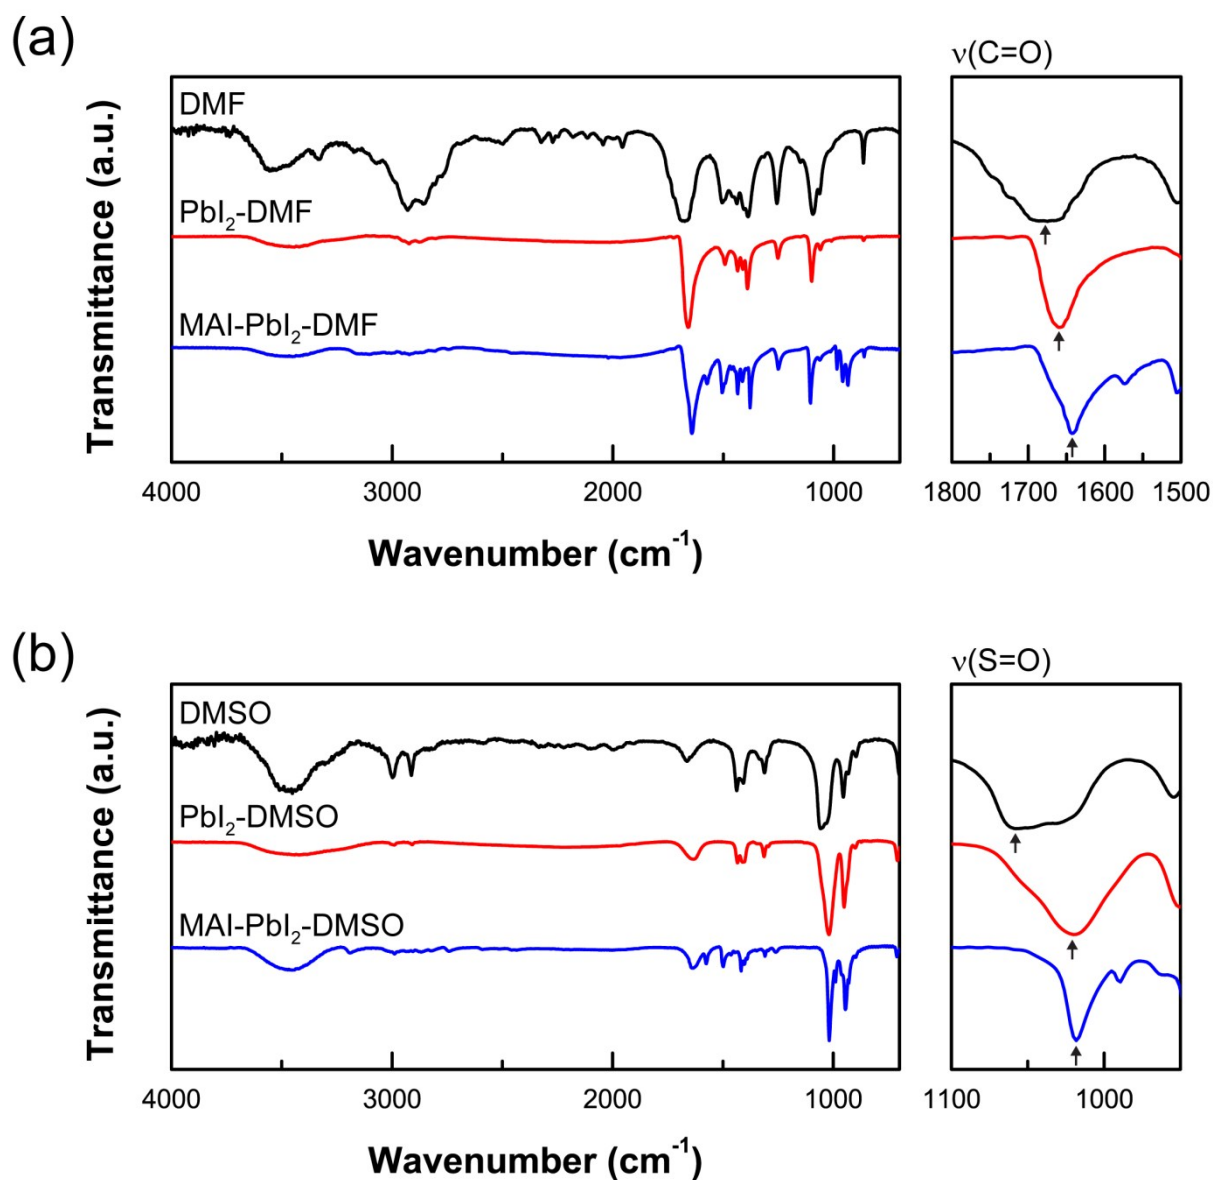 (a)
ν(C=O)
DMF
PbI₂-DMF
MAI-PbI₂-DMF
Transmittance (a.u.)
4000 3000 2000 1000
1800 1700 1600 1500
Wavenumber (cm⁻¹)
(b)
ν(S=O)
DMSO
PbI₂-DMSO
MAI-PbI₂-DMSO
Transmittance (a.u.)
4000 3000 2000 1000
1100 1000
Wavenumber (cm⁻¹)